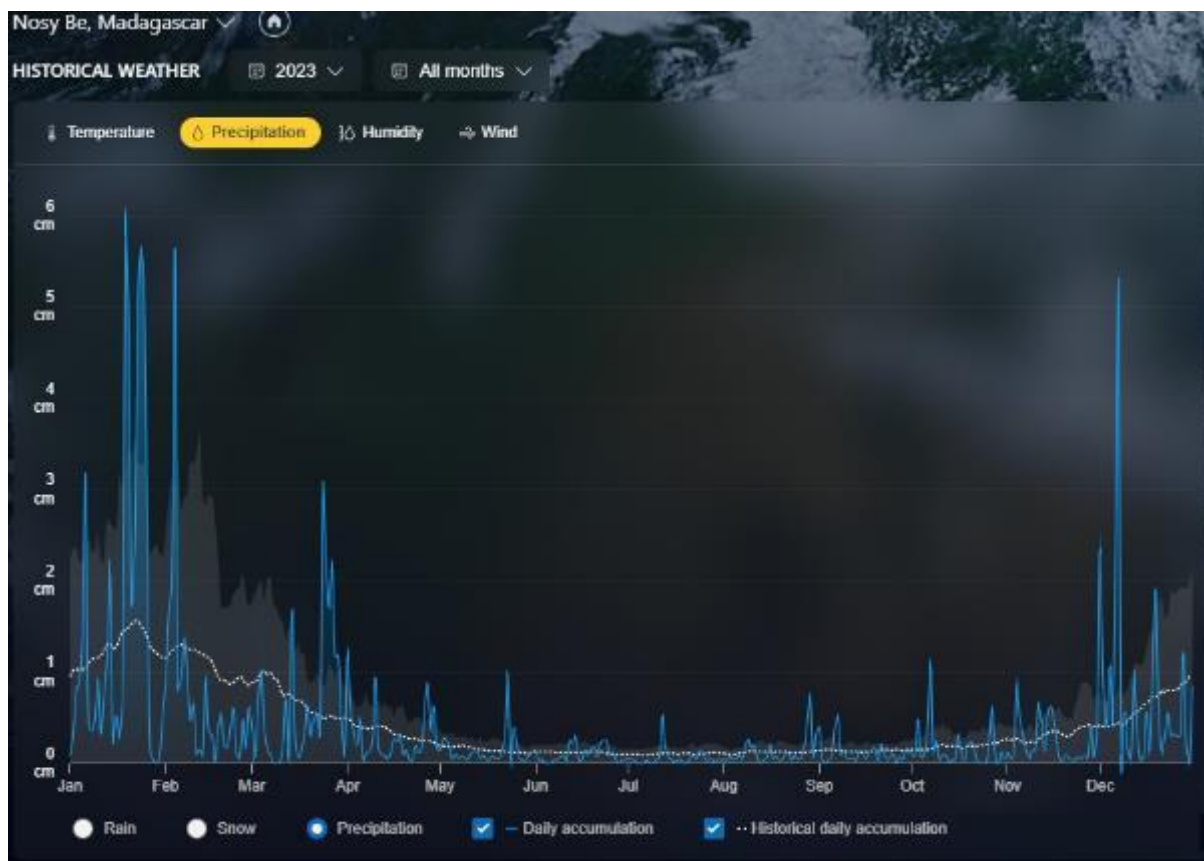 Nosy Be, Madagascar
HISTORICAL WEATHER 2023 All months
Temperature Precipitation Humidity Wind
6
cm
5
cm
4
cm
3
cm
2
cm
1
cm
0
cm
Jan Feb Mar Apr May Jun Jul Aug Sep Oct Nov Dec
Rain Snow Precipitation Daily accumulation Historical daily accumulation